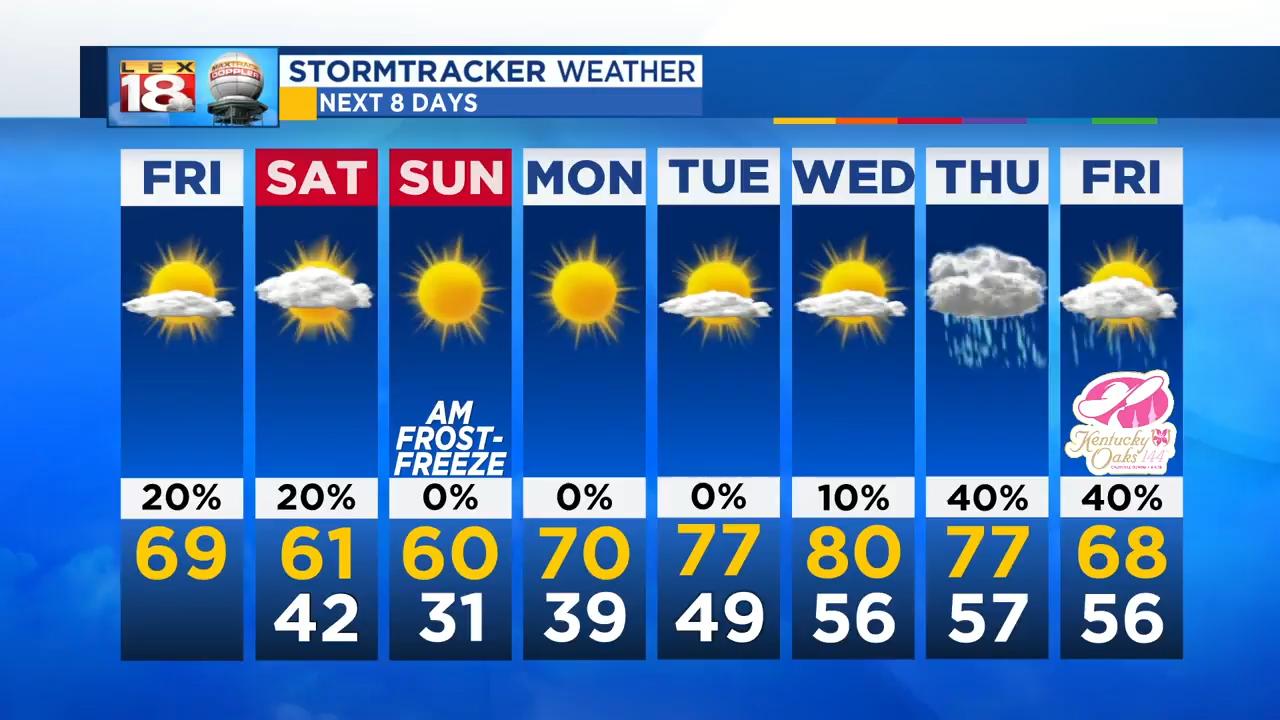 LEX
18
MAXTRACK
DOPPLER
STORMTRACKER WEATHER
NEXT 8 DAYS
FRI SAT SUN MON TUE WED THU FRI
AM
FROST-
FREEZE
Kentucky
Oaks 144
20% 20% 0% 0% 0% 10% 40% 40%
69 61 60 70 77 80 77 68
42 31 39 49 56 57 56